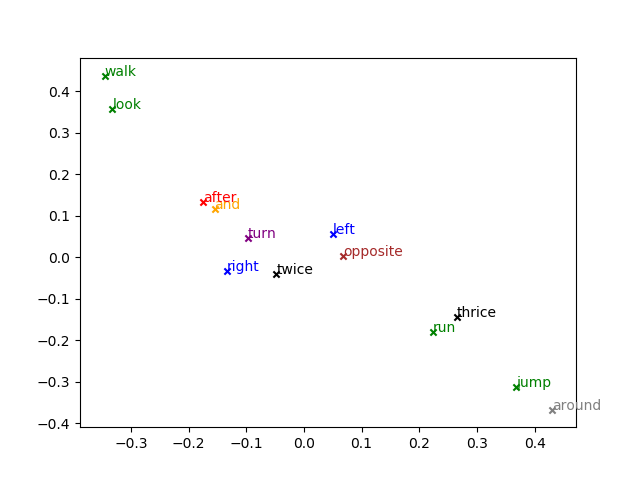 walk
look
after
and
turn
left
opposite
right
twice
thrice
run
jump
around
0.4
0.3
0.2
0.1
0.0
−0.1
−0.2
−0.3
−0.4
−0.3 −0.2 −0.1 0.0 0.1 0.2 0.3 0.4